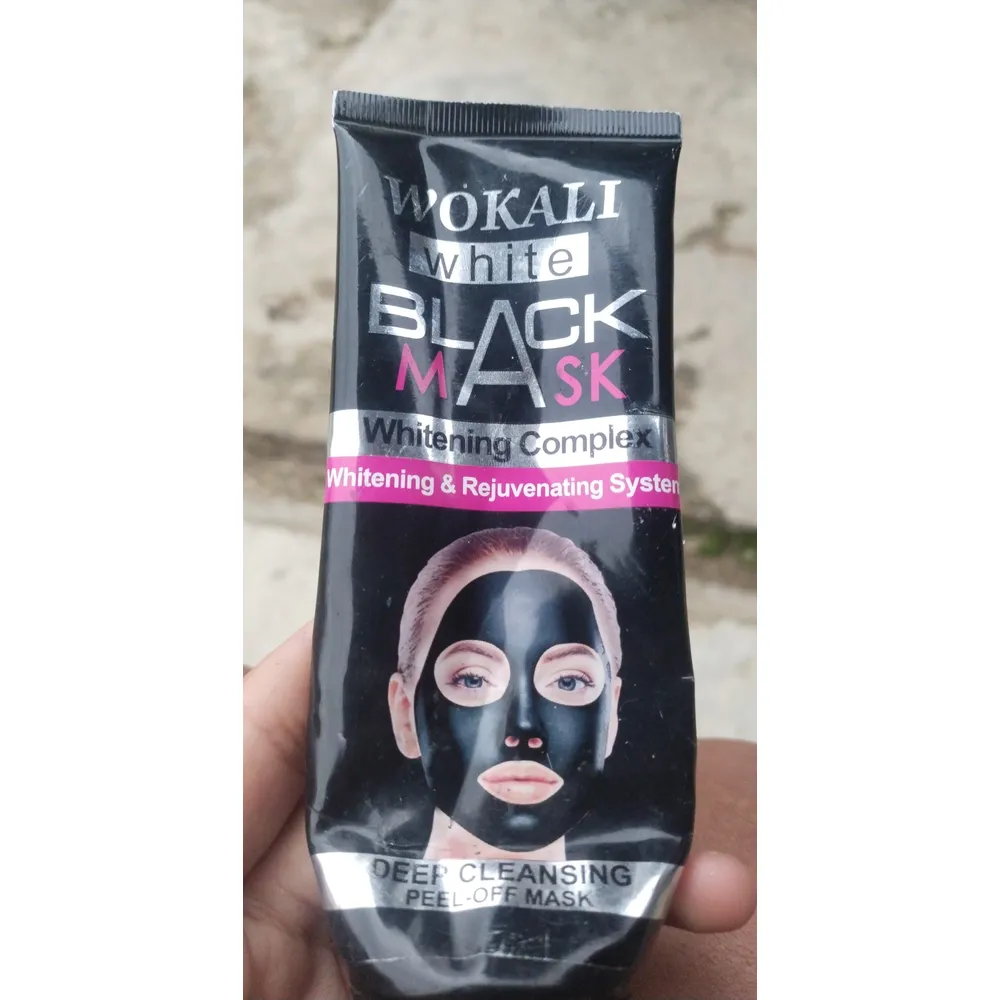 WOKALI
white
BLACK
MASK
Whitening Complex
Whitening & Rejuvenating System
DEEP CLEANSING
PEEL-OFF MASK